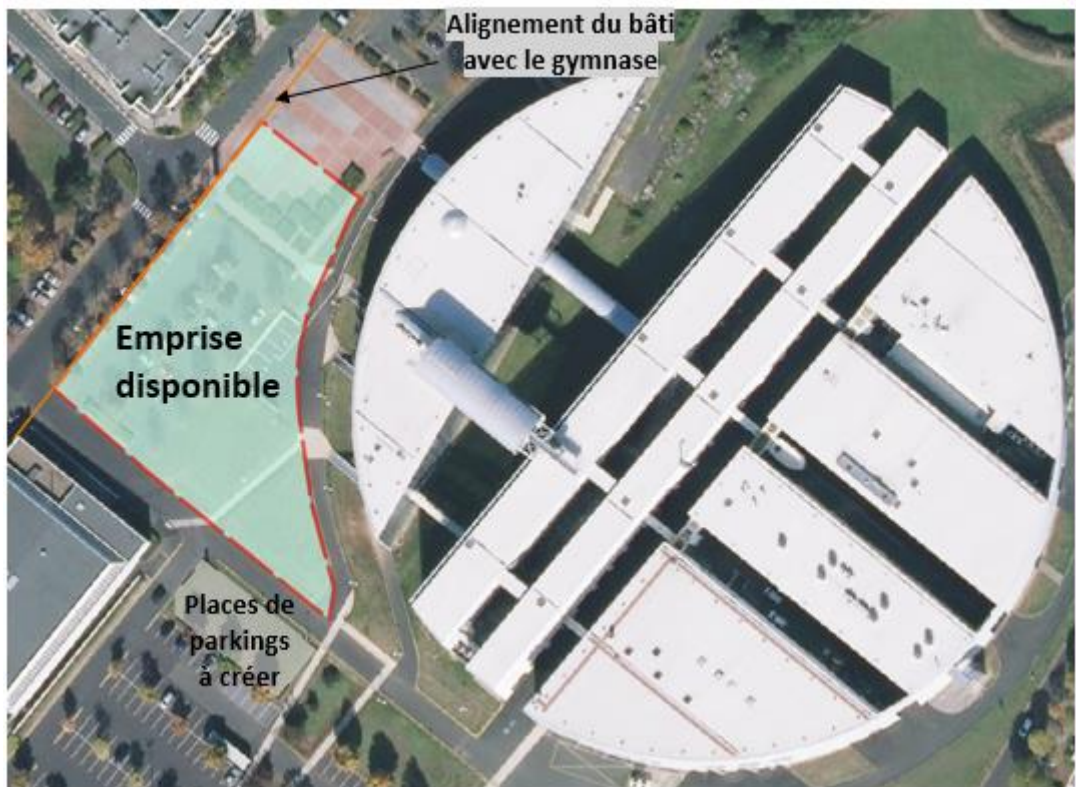 Alignement du bâti
avec le gymnase
Emprise
disponible
Places de
parkings
à créer